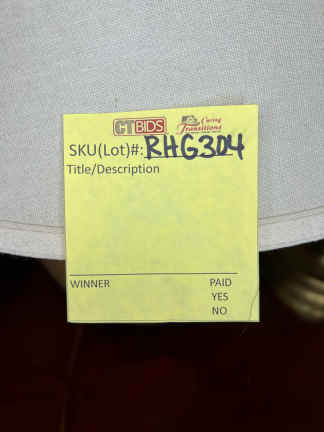 CTBIDS Caring Transitions
SKU(Lot)#: RHG304
Title/Description
WINNER PAID
YES
NO